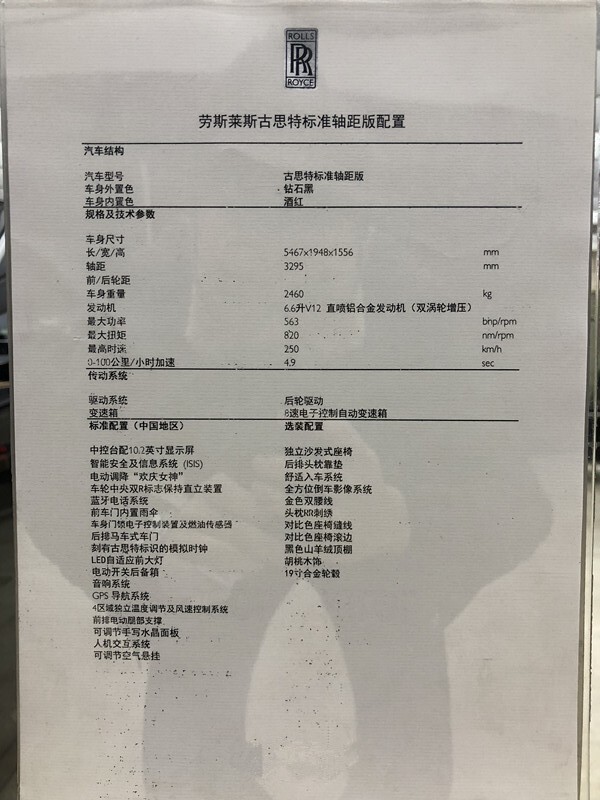 ROLLS
RR
ROYCE
劳斯莱斯古思特标准轴距版配置
汽车结构
汽车型号 古思特标准轴距版
车身外置色 钻石黑
车身内置色 酒红
规格及技术参数
车身尺寸
长/宽/高 5467x1948x1556 mm
轴距 3295 mm
前/后轮距
车身重量 2460 kg
发动机 6.6升V12 直喷铝合金发动机（双涡轮增压）
最大功率 563 bhp/rpm
最大扭矩 820 nm/rpm
最高时速 250 km/h
0-100公里/小时加速 4.9 sec
传动系统
驱动系统 后轮驱动
变速箱 8速电子控制自动变速箱
标准配置（中国地区） 选装配置
中控台配10.2英寸显示屏 独立沙发式座椅
智能安全及信息系统 (ISIS) 后排头枕靠垫
电动调降“欢庆女神” 舒适入车系统
车轮中央双R标志保持直立装置 全方位倒车影像系统
蓝牙电话系统 金色双腰线
前车门内置雨伞 头枕RR刺绣
车身门锁电子控制装置及燃油传感器 对比色座椅缝线
后排马车式车门 对比色座椅滚边
刻有古思特标识的模拟时钟 黑色山羊绒顶棚
LED自适应前大灯 胡桃木饰
电动开关后备箱 19寸合金轮毂
音响系统
GPS 导航系统
4区域独立温度调节及风速控制系统
前排电动腿部支撑
可调节手写水晶面板
人机交互系统
可调节空气悬挂